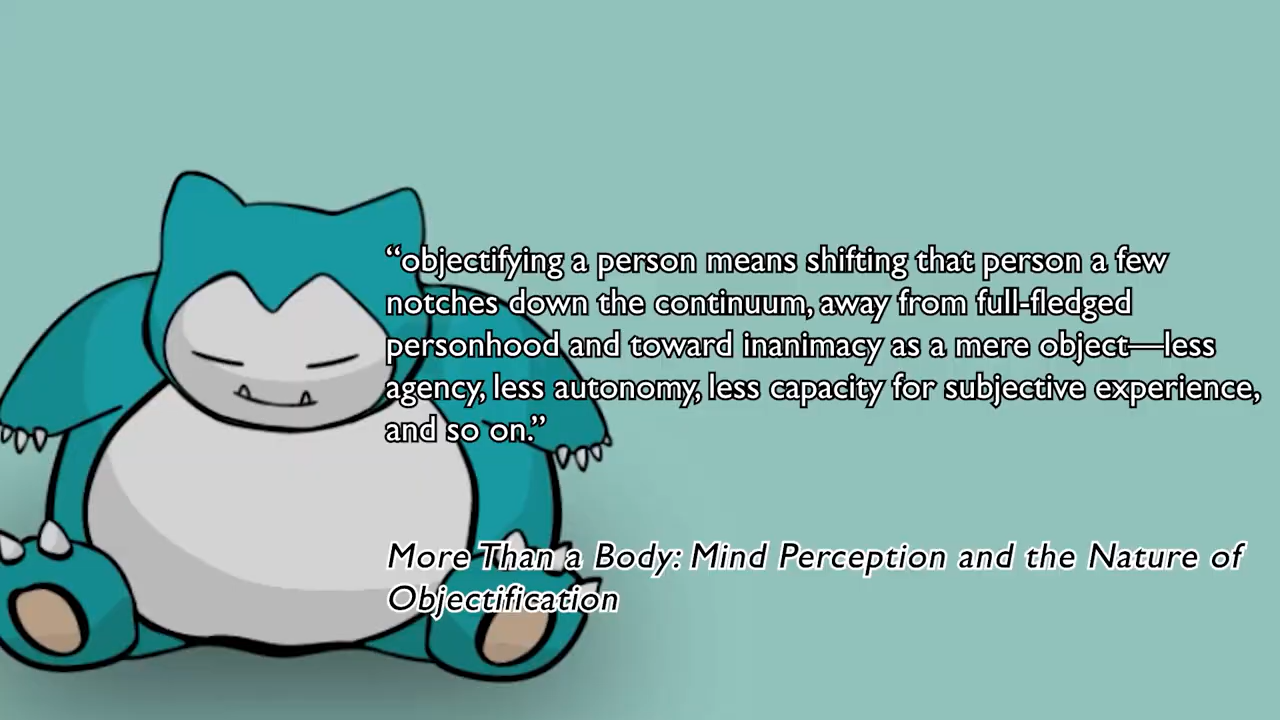 “objectifying a person means shifting that person a few
notches down the continuum, away from full-fledged
personhood and toward inanimacy as a mere object—less
agency, less autonomy, less capacity for subjective experience,
and so on.”
More Than a Body: Mind Perception and the Nature of
Objectification